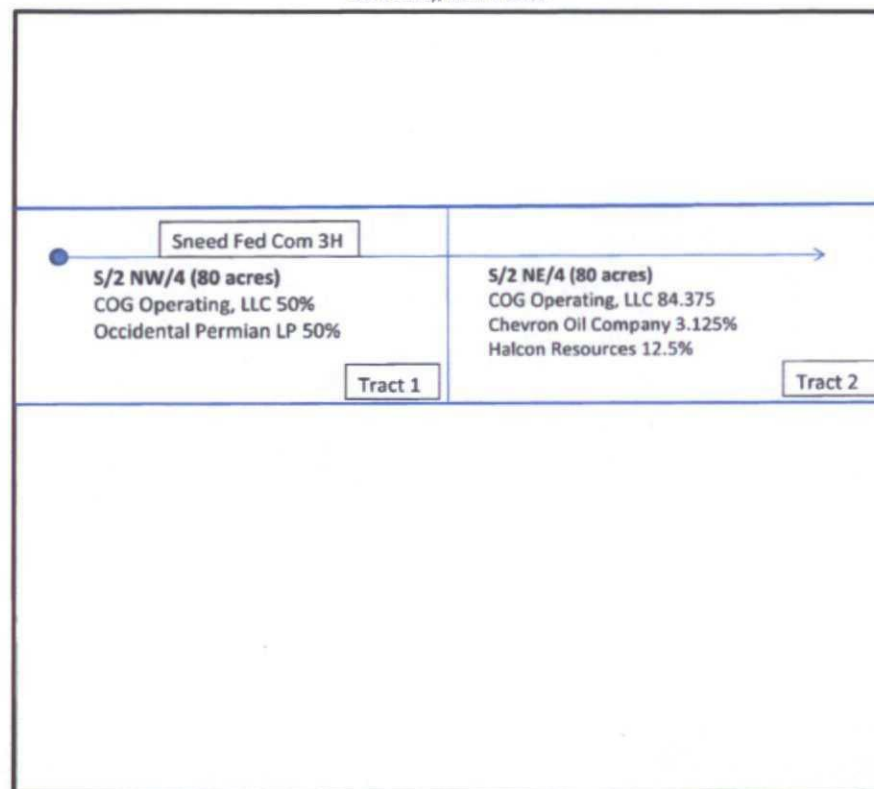 Sneed Fed Com 3H
S/2 NW/4 (80 acres)
COG Operating, LLC 50%
Occidental Permian LP 50%
Tract 1
S/2 NE/4 (80 acres)
COG Operating, LLC 84.375
Chevron Oil Company 3.125%
Halcon Resources 12.5%
Tract 2